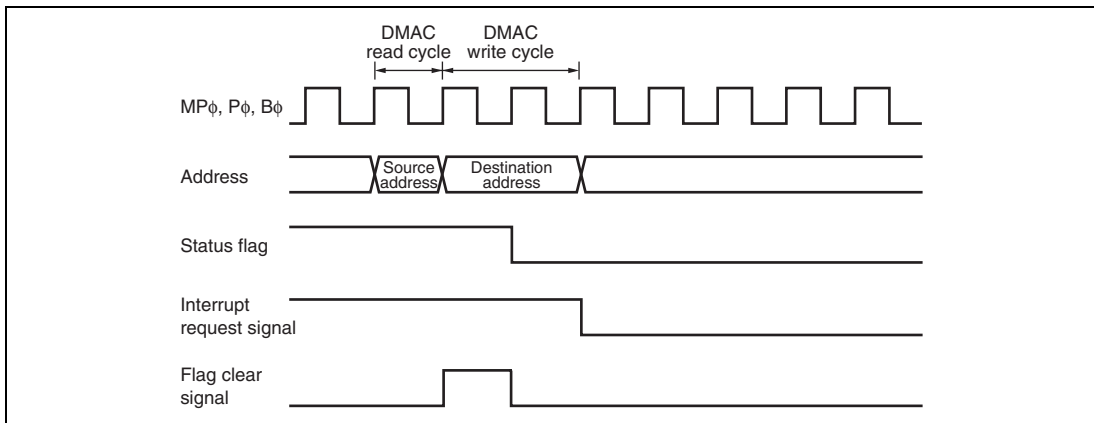 DMAC DMAC
read cycle write cycle
MPϕ, Pϕ, Bϕ
Address
Source
address
Destination
address
Status flag
Interrupt
request signal
Flag clear
signal